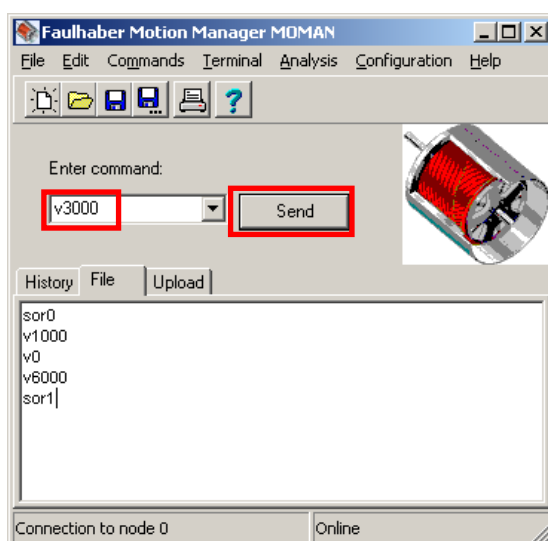 Faulhaber Motion Manager MOMAN
File Edit Commands Terminal Analysis Configuration Help
Enter command:
v3000
Send
History File Upload
sor0
v1000
v0
v6000
sor1
Connection to node 0 Online